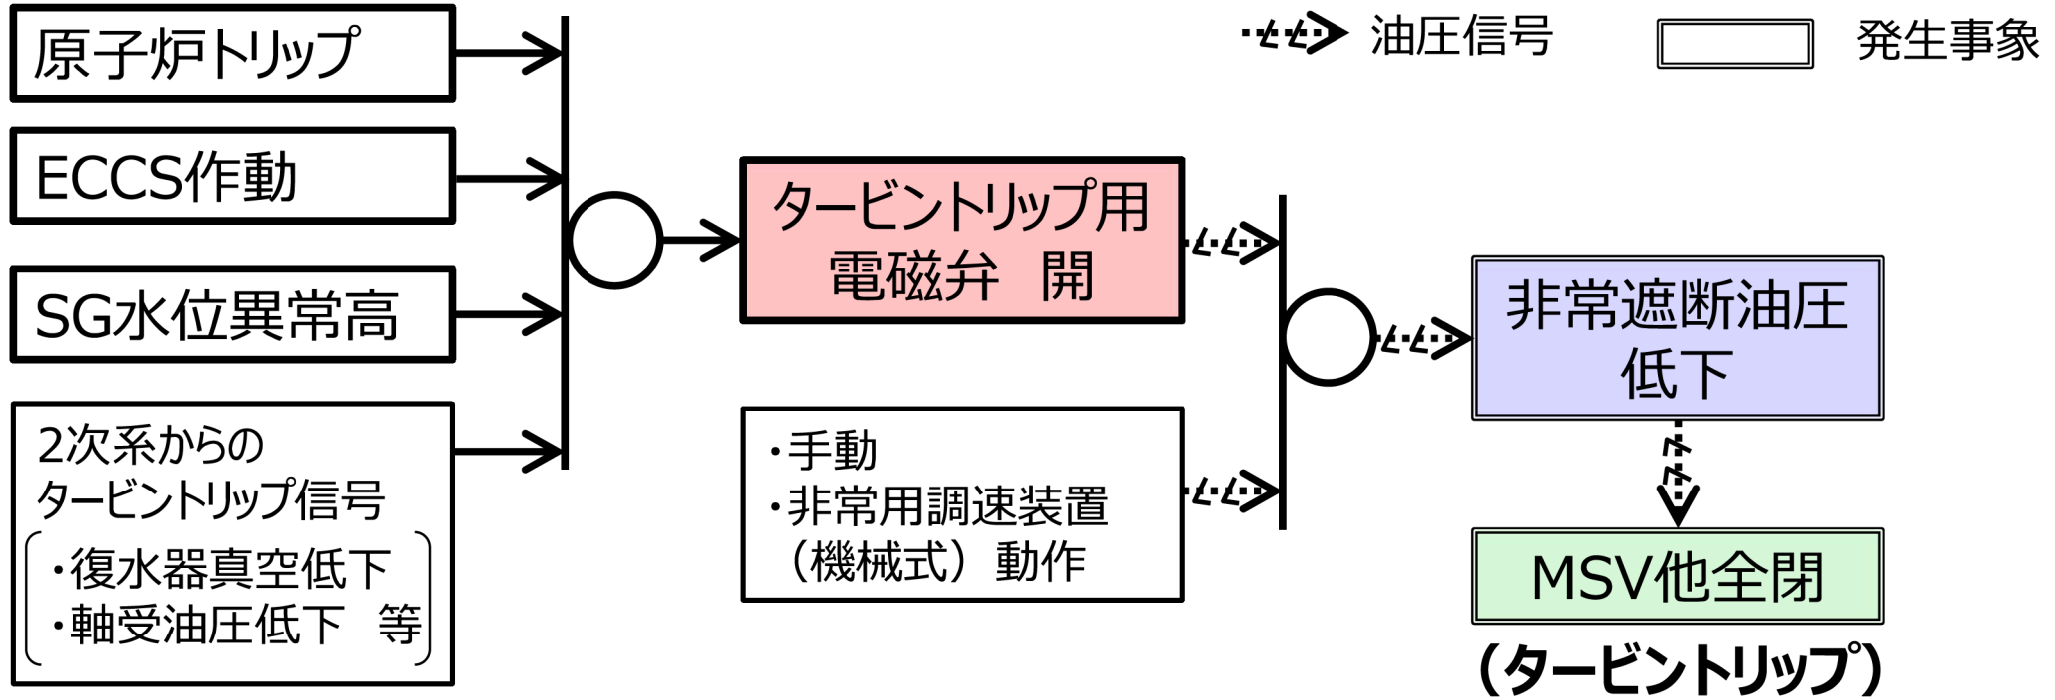 原子炉トリップ
ECCS作動
SG水位異常高
2次系からの
タービントリップ信号
・復水器真空低下
・軸受油圧低下　等
タービントリップ用
電磁弁　開
・手動
・非常用調速装置
（機械式）動作
油圧信号
発生事象
非常遮断油圧
低下
MSV他全閉
（タービントリップ）